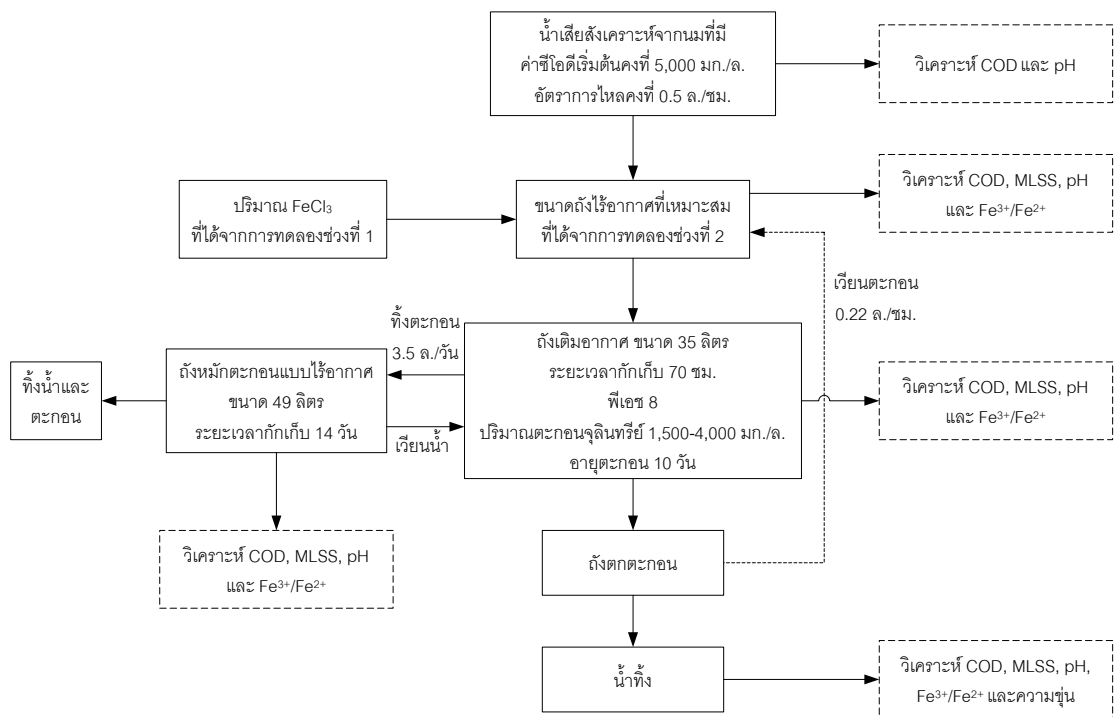 น้ำเสียสังเคราะห์จากนมที่มี
ค่าซีโอดีเริ่มต้นคงที่ 5,000 มก./ล.
อัตราการไหลคงที่ 0.5 ล./ชม.
วิเคราะห์ COD และ pH
ปริมาณ FeCl₃
ที่ได้จากการทดลองช่วงที่ 1
ขนาดถังไร้อากาศที่เหมาะสม
ที่ได้จากการทดลองช่วงที่ 2
วิเคราะห์ COD, MLSS, pH
และ Fe³⁺/Fe²⁺
เวียนตะกอน
0.22 ล./ชม.
ทิ้งตะกอน
3.5 ล./วัน
ทิ้งน้ำและ
ตะกอน
ถังหมักตะกอนแบบไร้อากาศ
ขนาด 49 ลิตร
ระยะเวลากักเก็บ 14 วัน
เวียนน้ำ
ถังเติมอากาศ ขนาด 35 ลิตร
ระยะเวลากักเก็บ 70 ชม.
พีเอช 8
ปริมาณตะกอนจุลินทรีย์ 1,500-4,000 มก./ล.
อายุตะกอน 10 วัน
วิเคราะห์ COD, MLSS, pH
และ Fe³⁺/Fe²⁺
วิเคราะห์ COD, MLSS, pH
และ Fe³⁺/Fe²⁺
ถังตกตะกอน
น้ำทิ้ง
วิเคราะห์ COD, MLSS, pH,
Fe³⁺/Fe²⁺ และความขุ่น